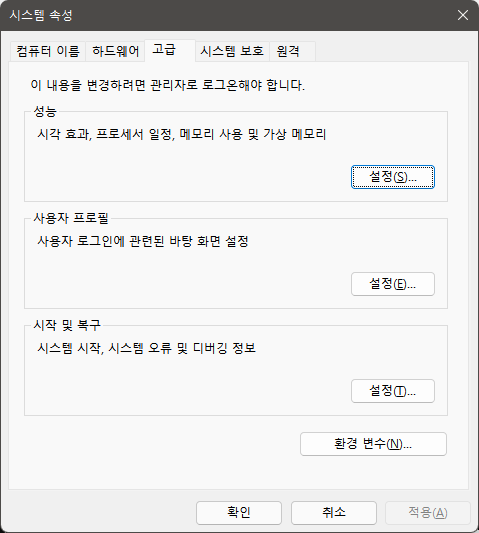 시스템 속성
컴퓨터 이름 하드웨어 고급 시스템 보호 원격
이 내용을 변경하려면 관리자로 로그온해야 합니다.
성능
시각 효과, 프로세서 일정, 메모리 사용 및 가상 메모리
설정(S)...
사용자 프로필
사용자 로그인에 관련된 바탕 화면 설정
설정(E)...
시작 및 복구
시스템 시작, 시스템 오류 및 디버깅 정보
설정(T)...
환경 변수(N)...
확인 취소 적용(A)